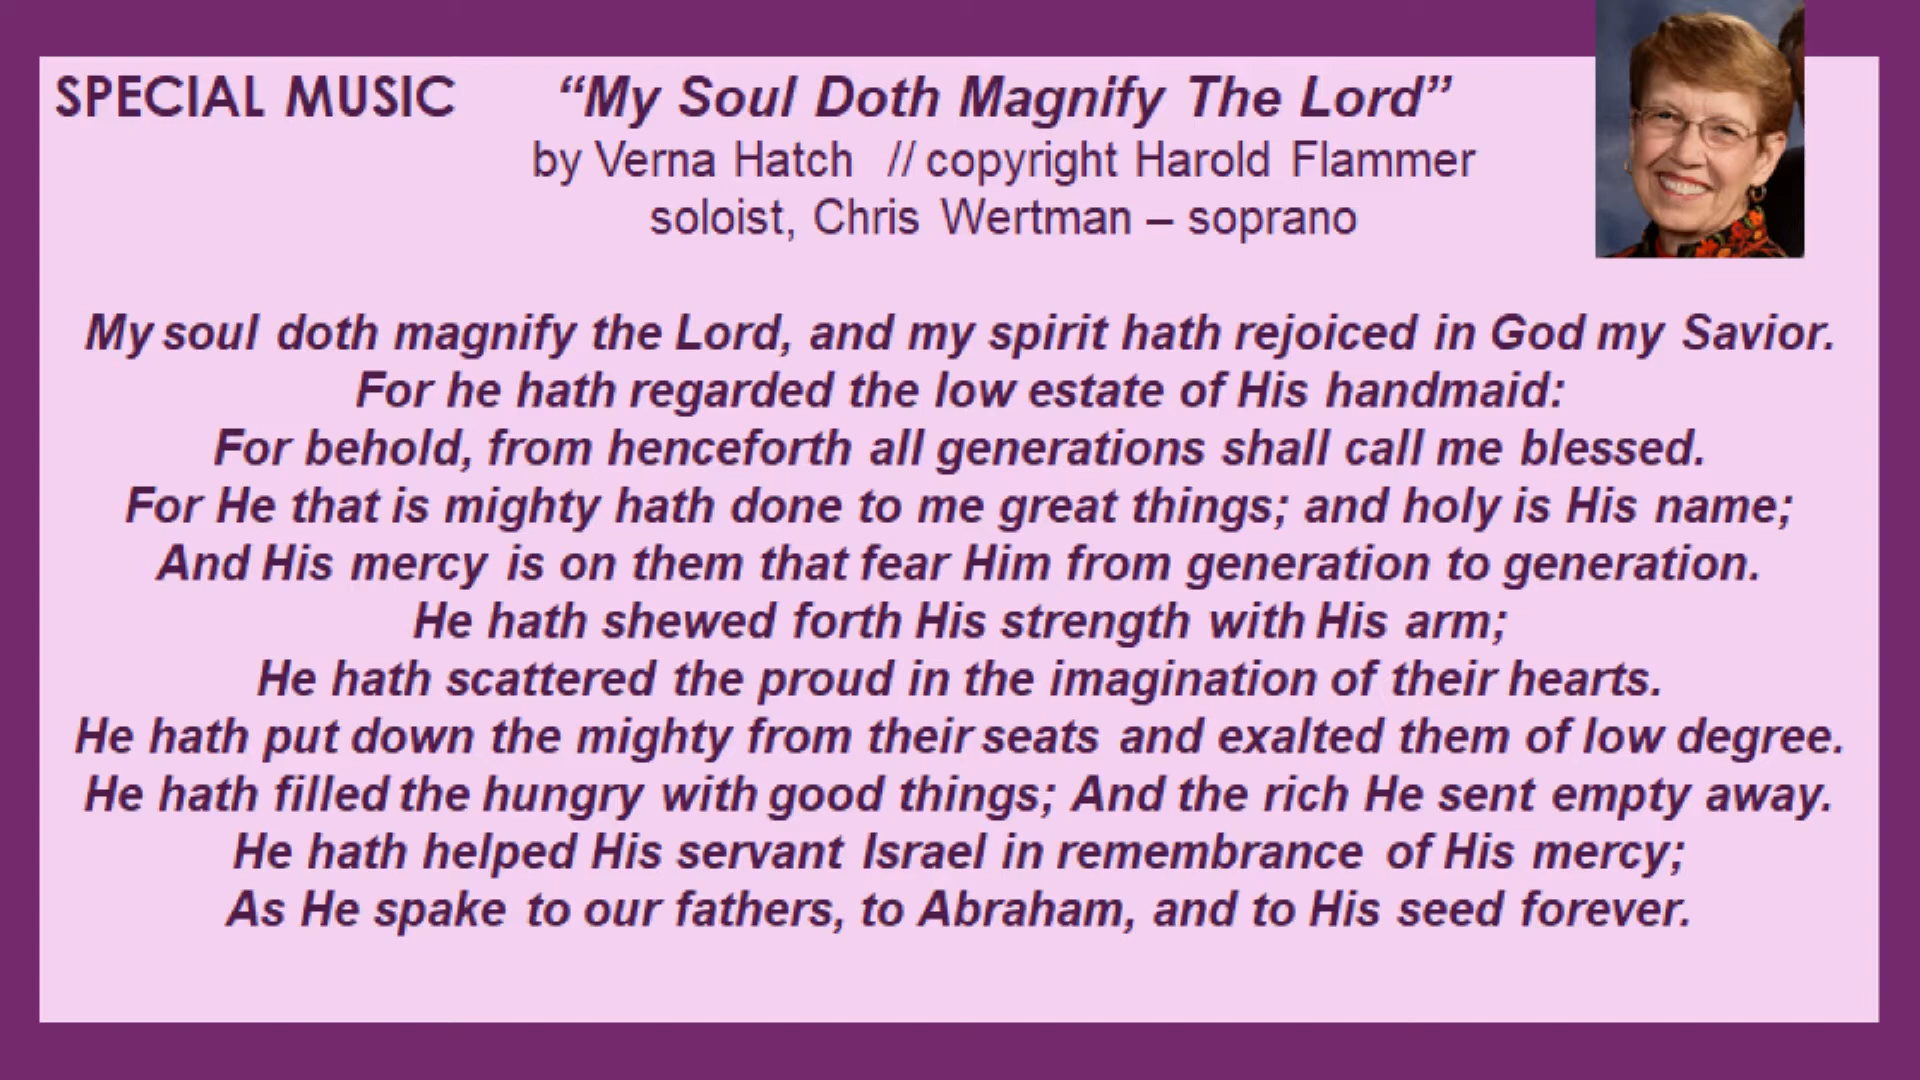 SPECIAL MUSIC “My Soul Doth Magnify The Lord”
by Verna Hatch // copyright Harold Flammer
soloist, Chris Wertman – soprano
My soul doth magnify the Lord, and my spirit hath rejoiced in God my Savior.
For he hath regarded the low estate of His handmaid:
For behold, from henceforth all generations shall call me blessed.
For He that is mighty hath done to me great things; and holy is His name;
And His mercy is on them that fear Him from generation to generation.
He hath shewed forth His strength with His arm;
He hath scattered the proud in the imagination of their hearts.
He hath put down the mighty from their seats and exalted them of low degree.
He hath filled the hungry with good things; And the rich He sent empty away.
He hath helped His servant Israel in remembrance of His mercy;
As He spake to our fathers, to Abraham, and to His seed forever.